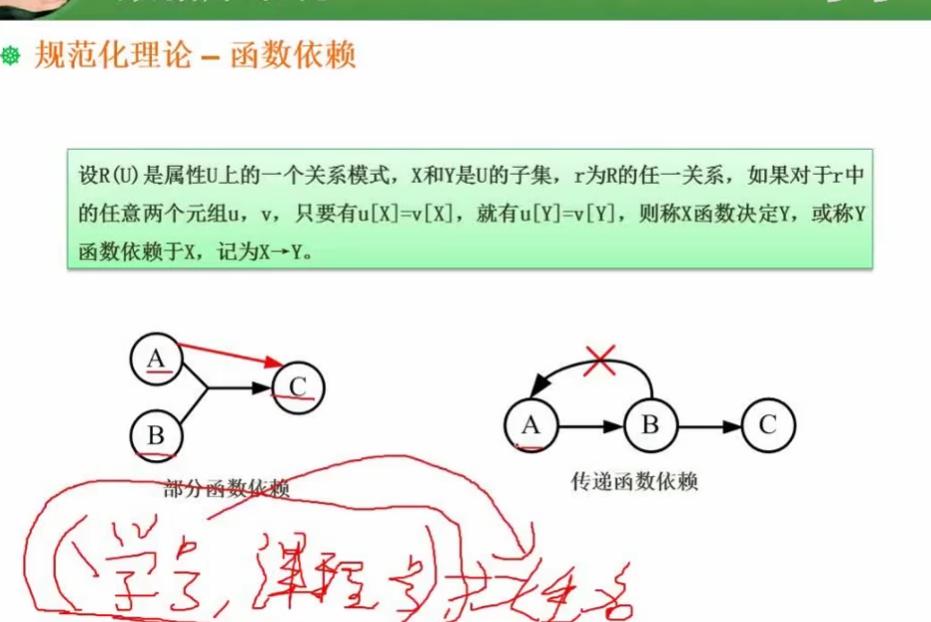 规范化理论 – 函数依赖
设R(U)是属性U上的一个关系模式，X和Y是U的子集，r为R的任一关系，如果对于r中
的任意两个元组u，v，只要有u[X]=v[X]，就有u[Y]=v[Y]，则称X函数决定Y，或称Y
函数依赖于X，记为X→Y。
A
C
B
部分函数依赖
A B C
传递函数依赖
(学号，课程号)→姓名